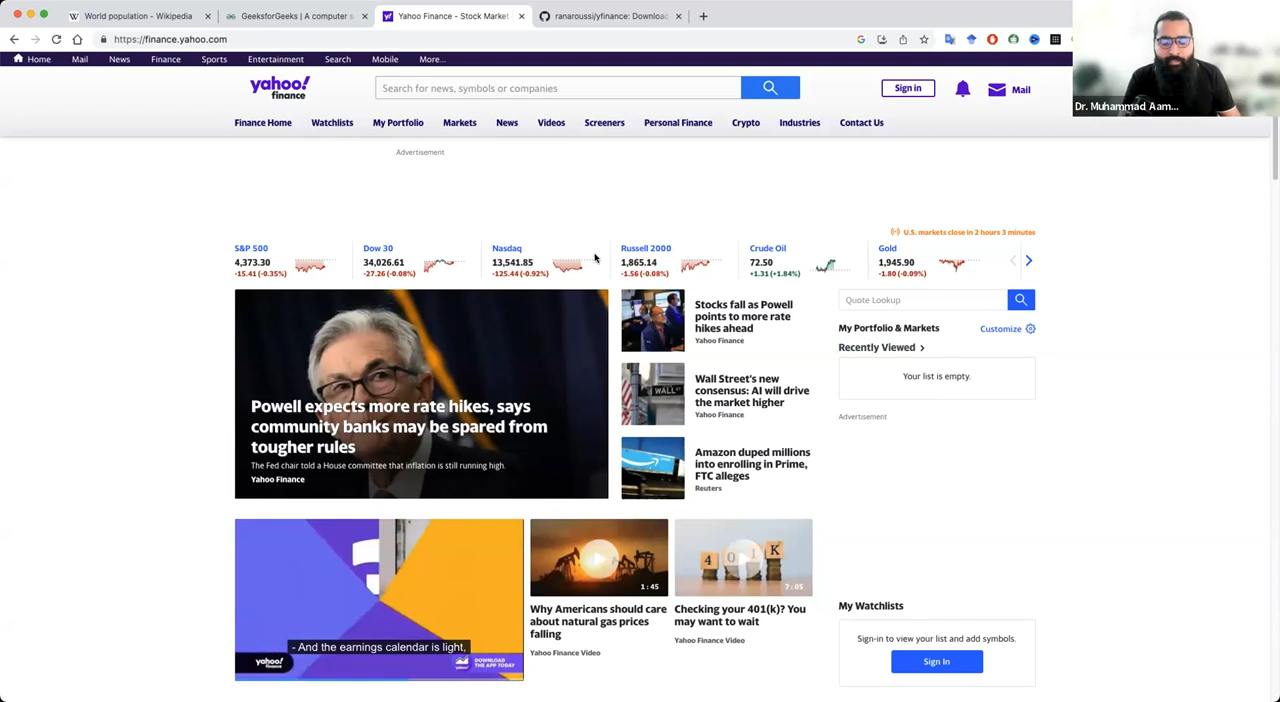 World population - Wikipedia
GeeksforGeeks | A computer s
Yahoo Finance - Stock Market
ranaroussi/yfinance: Download
https://finance.yahoo.com
Home Mail News Finance Sports Entertainment Search Mobile More...
yahoo!
finance
Search for news, symbols or companies
Sign in
Mail
Finance Home Watchlists My Portfolio Markets News Videos Screeners Personal Finance Crypto Industries Contact Us
Dr. Muhammad Aam...
Advertisement
U.S. markets close in 2 hours 3 minutes
S&P 500
4,373.30
-15.41 (-0.35%)
Dow 30
34,026.61
-27.26 (-0.08%)
Nasdaq
13,541.85
-125.44 (-0.92%)
Russell 2000
1,865.14
-1.56 (-0.08%)
Crude Oil
72.50
+1.31 (+1.84%)
Gold
1,945.90
-1.80 (-0.09%)
Powell expects more rate hikes, says
community banks may be spared from
tougher rules
The Fed chair told a House committee that inflation is still running high.
Yahoo Finance
Stocks fall as Powell
points to more rate
hikes ahead
Yahoo Finance
WALL
Wall Street's new
consensus: AI will drive
the market higher
Yahoo Finance
Amazon duped millions
into enrolling in Prime,
FTC alleges
Reuters
Quote Lookup
My Portfolio & Markets
Customize
Recently Viewed
Your list is empty.
Advertisement
- And the earnings calendar is light,
yahoo!
finance
DOWNLOAD
THE APP TODAY
1:45
Why Americans should care
about natural gas prices
falling
Yahoo Finance Video
4 0 1 K
7:05
Checking your 401(k)? You
may want to wait
Yahoo Finance Video
My Watchlists
Sign-in to view your list and add symbols.
Sign In